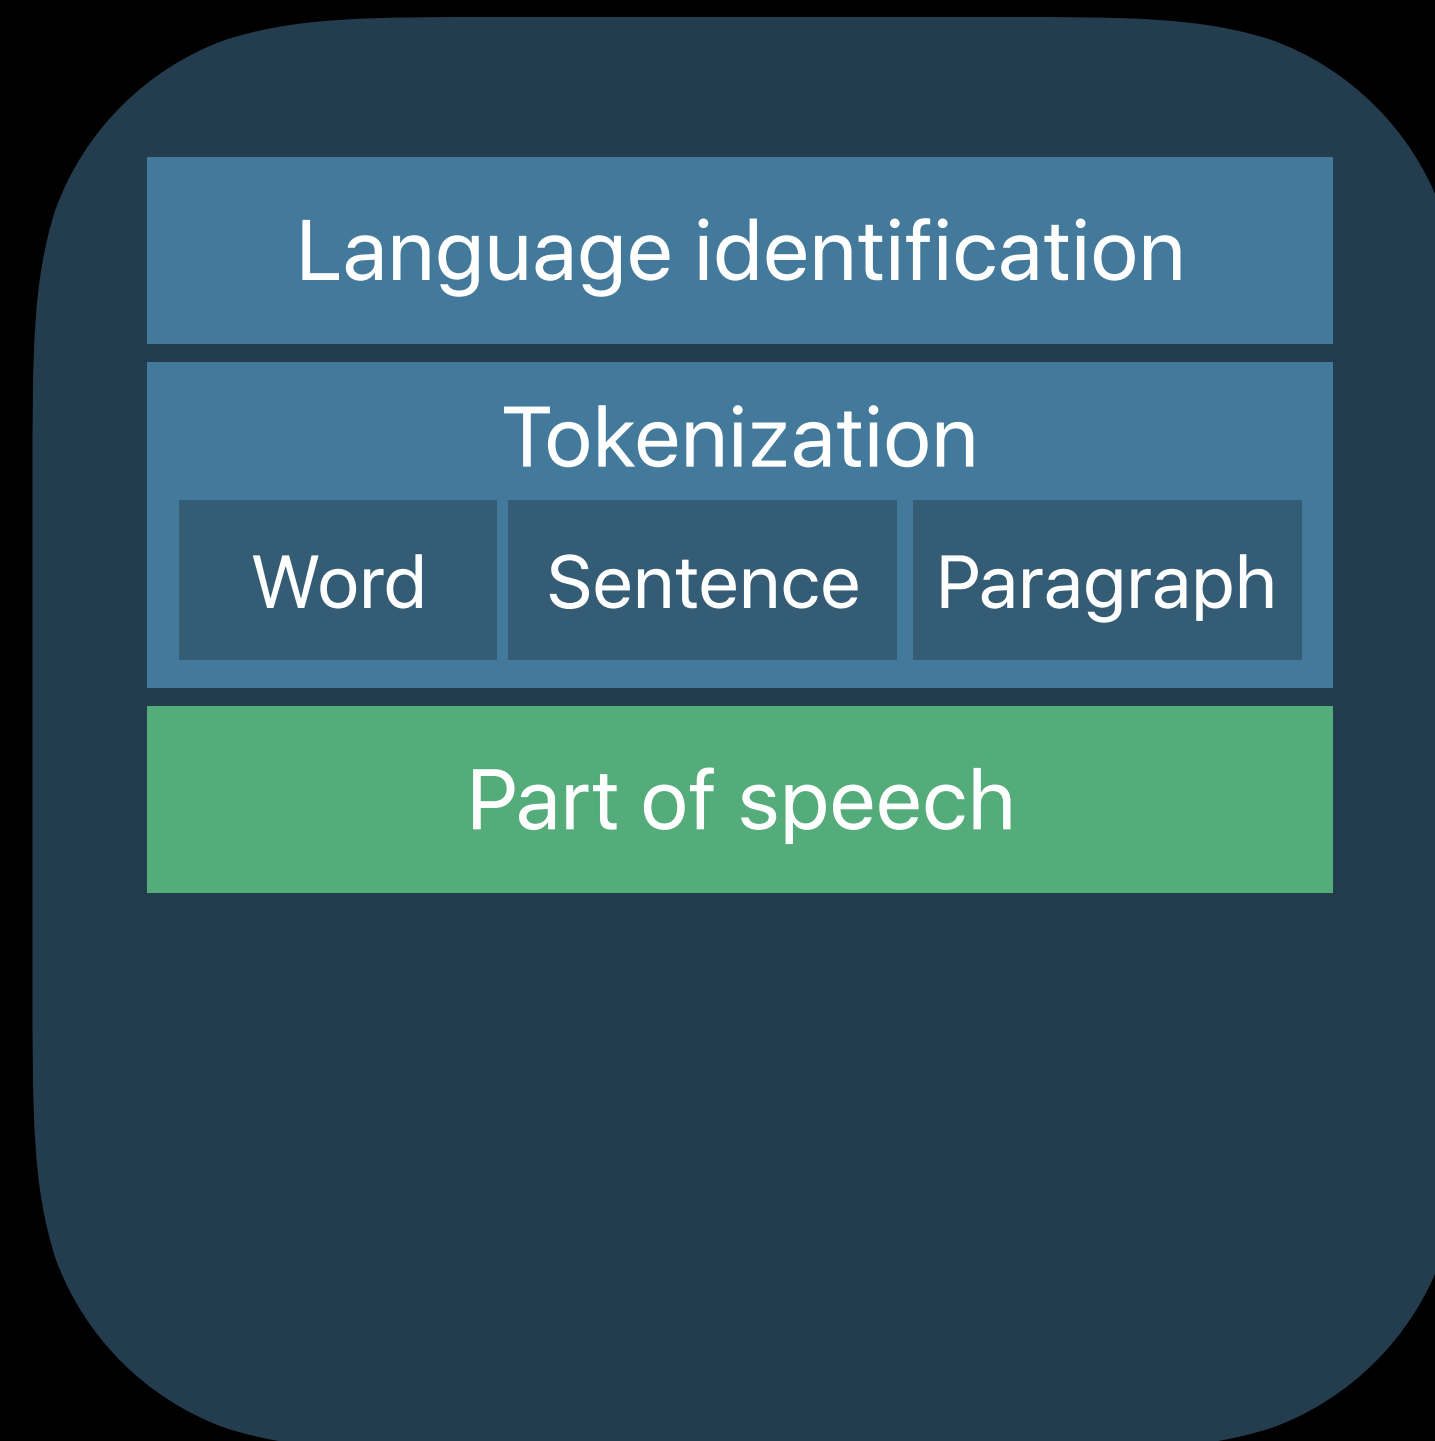 Language identification
Tokenization
Word Sentence Paragraph
Part of speech